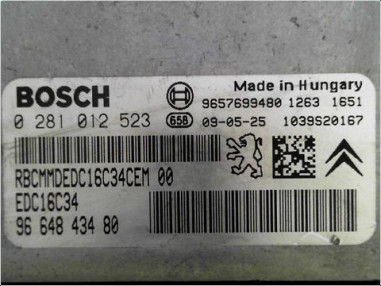 BOSCH
Made in Hungary
9657699480 1263 1651
0 281 012 523 658 09-05-25 1039S20167
RBCMMDEDC16C34CEM 00
EDC16C34
96 648 434 80